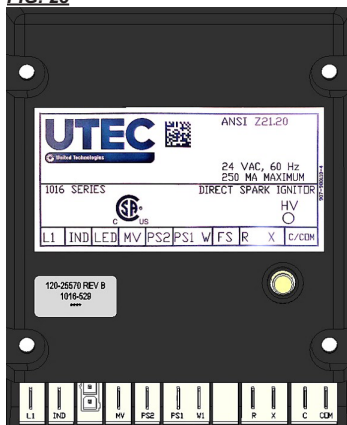 FIG. 26
UTEC
United Technologies
ANSI Z21.20
24 VAC, 60 Hz
250 MA MAXIMUM
1016 SERIES
DIRECT SPARK IGNITOR
HV
C US
L1 IND LED MV PS2 PS1 W FS R X C/COM
120-25570 REV B
1016-529
****
L1 IND MV PS2 PS1 W1 R X C COM